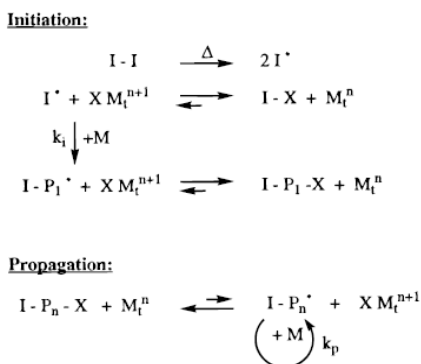 Initiation:
I - I Δ 2 I•
I• + X Mₜⁿ⁺¹ I - X + Mₜⁿ
kᵢ +M
I - P₁• + X Mₜⁿ⁺¹ I - P₁ -X + Mₜⁿ
Propagation:
I - Pₙ - X + Mₜⁿ I - Pₙ• + X Mₜⁿ⁺¹
+ M kₚ